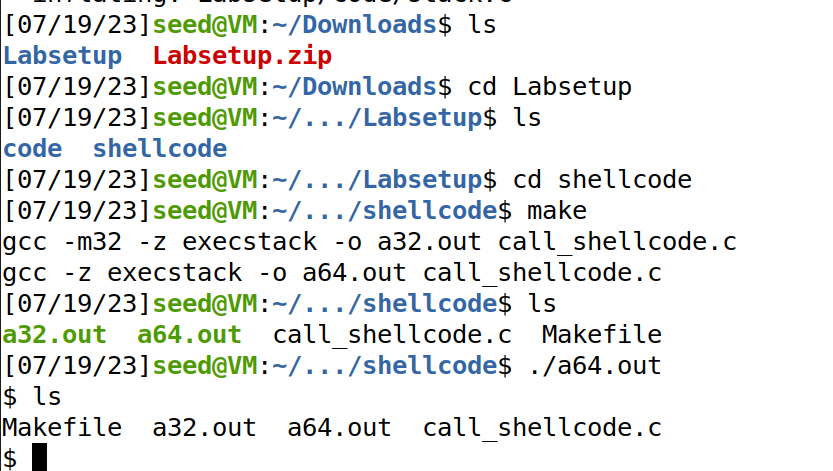 [07/19/23]seed@VM:~/Downloads$ ls
Labsetup  Labsetup.zip
[07/19/23]seed@VM:~/Downloads$ cd Labsetup
[07/19/23]seed@VM:~/.../Labsetup$ ls
code  shellcode
[07/19/23]seed@VM:~/.../Labsetup$ cd shellcode
[07/19/23]seed@VM:~/.../shellcode$ make
gcc -m32 -z execstack -o a32.out call_shellcode.c
gcc -z execstack -o a64.out call_shellcode.c
[07/19/23]seed@VM:~/.../shellcode$ ls
a32.out  a64.out  call_shellcode.c  Makefile
[07/19/23]seed@VM:~/.../shellcode$ ./a64.out
$ ls
Makefile  a32.out  a64.out  call_shellcode.c
$